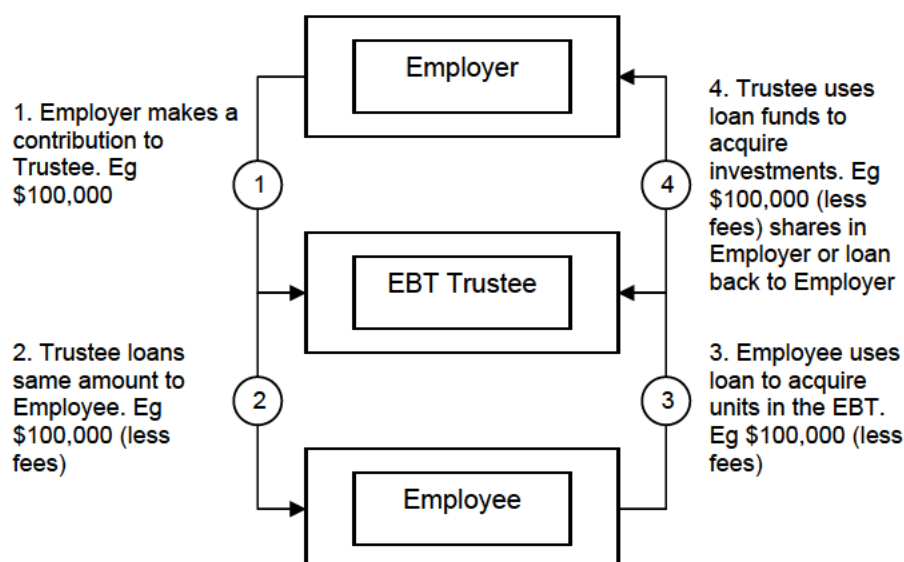 Employer
1. Employer makes a
contribution to
Trustee. Eg
$100,000
1
4
4. Trustee uses
loan funds to
acquire
investments. Eg
$100,000 (less
fees) shares in
Employer or loan
back to Employer
EBT Trustee
2. Trustee loans
same amount to
Employee. Eg
$100,000 (less
fees)
2
3
3. Employee uses
loan to acquire
units in the EBT.
Eg $100,000 (less
fees)
Employee